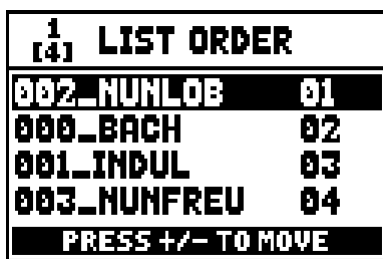 1
[4] LIST ORDER
002_NUNLOB 01
000_BACH 02
001_INDUL 03
003_NUNFREU 04
PRESS +/- TO MOVE